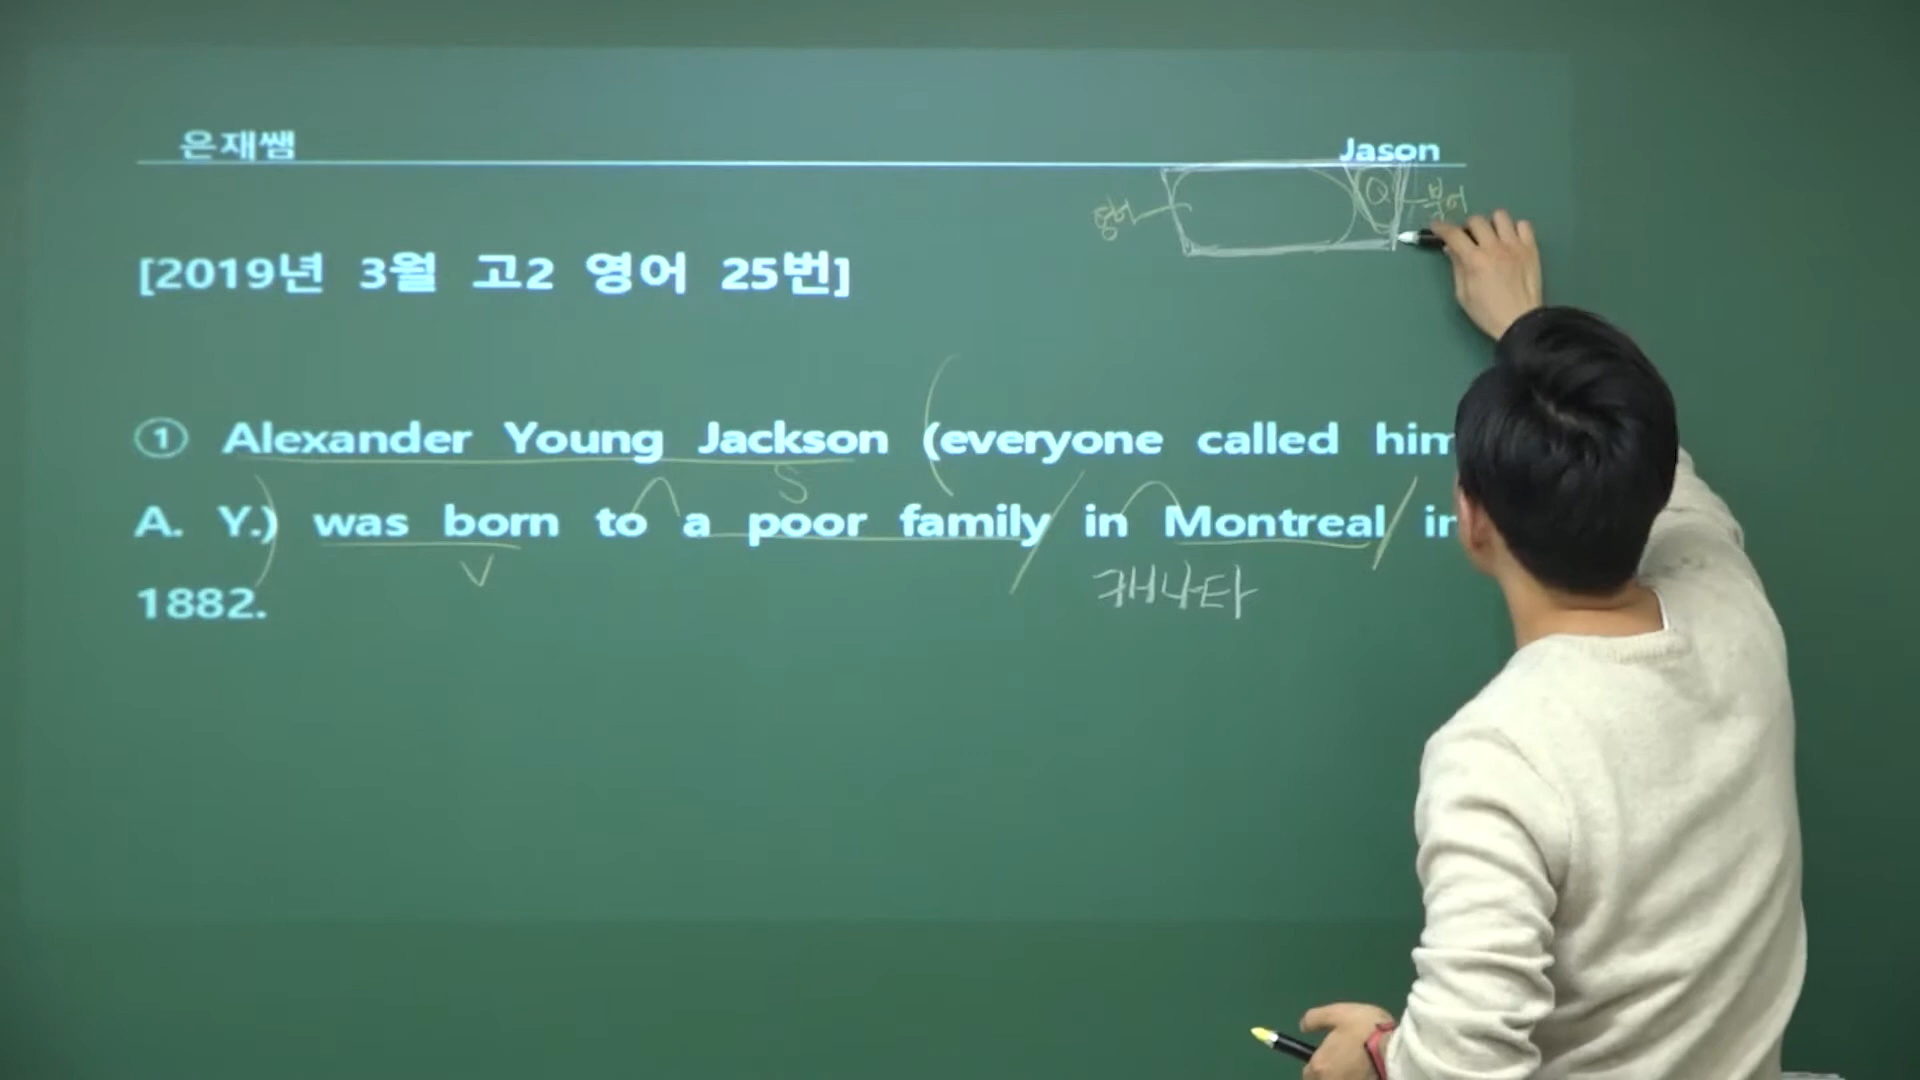 은재쌤 Jason
영어 Q 불어
[2019년 3월 고2 영어 25번]
① Alexander Young Jackson (everyone called him
S
A. Y.) was born to a poor family in Montreal in
V 캐나다
1882.